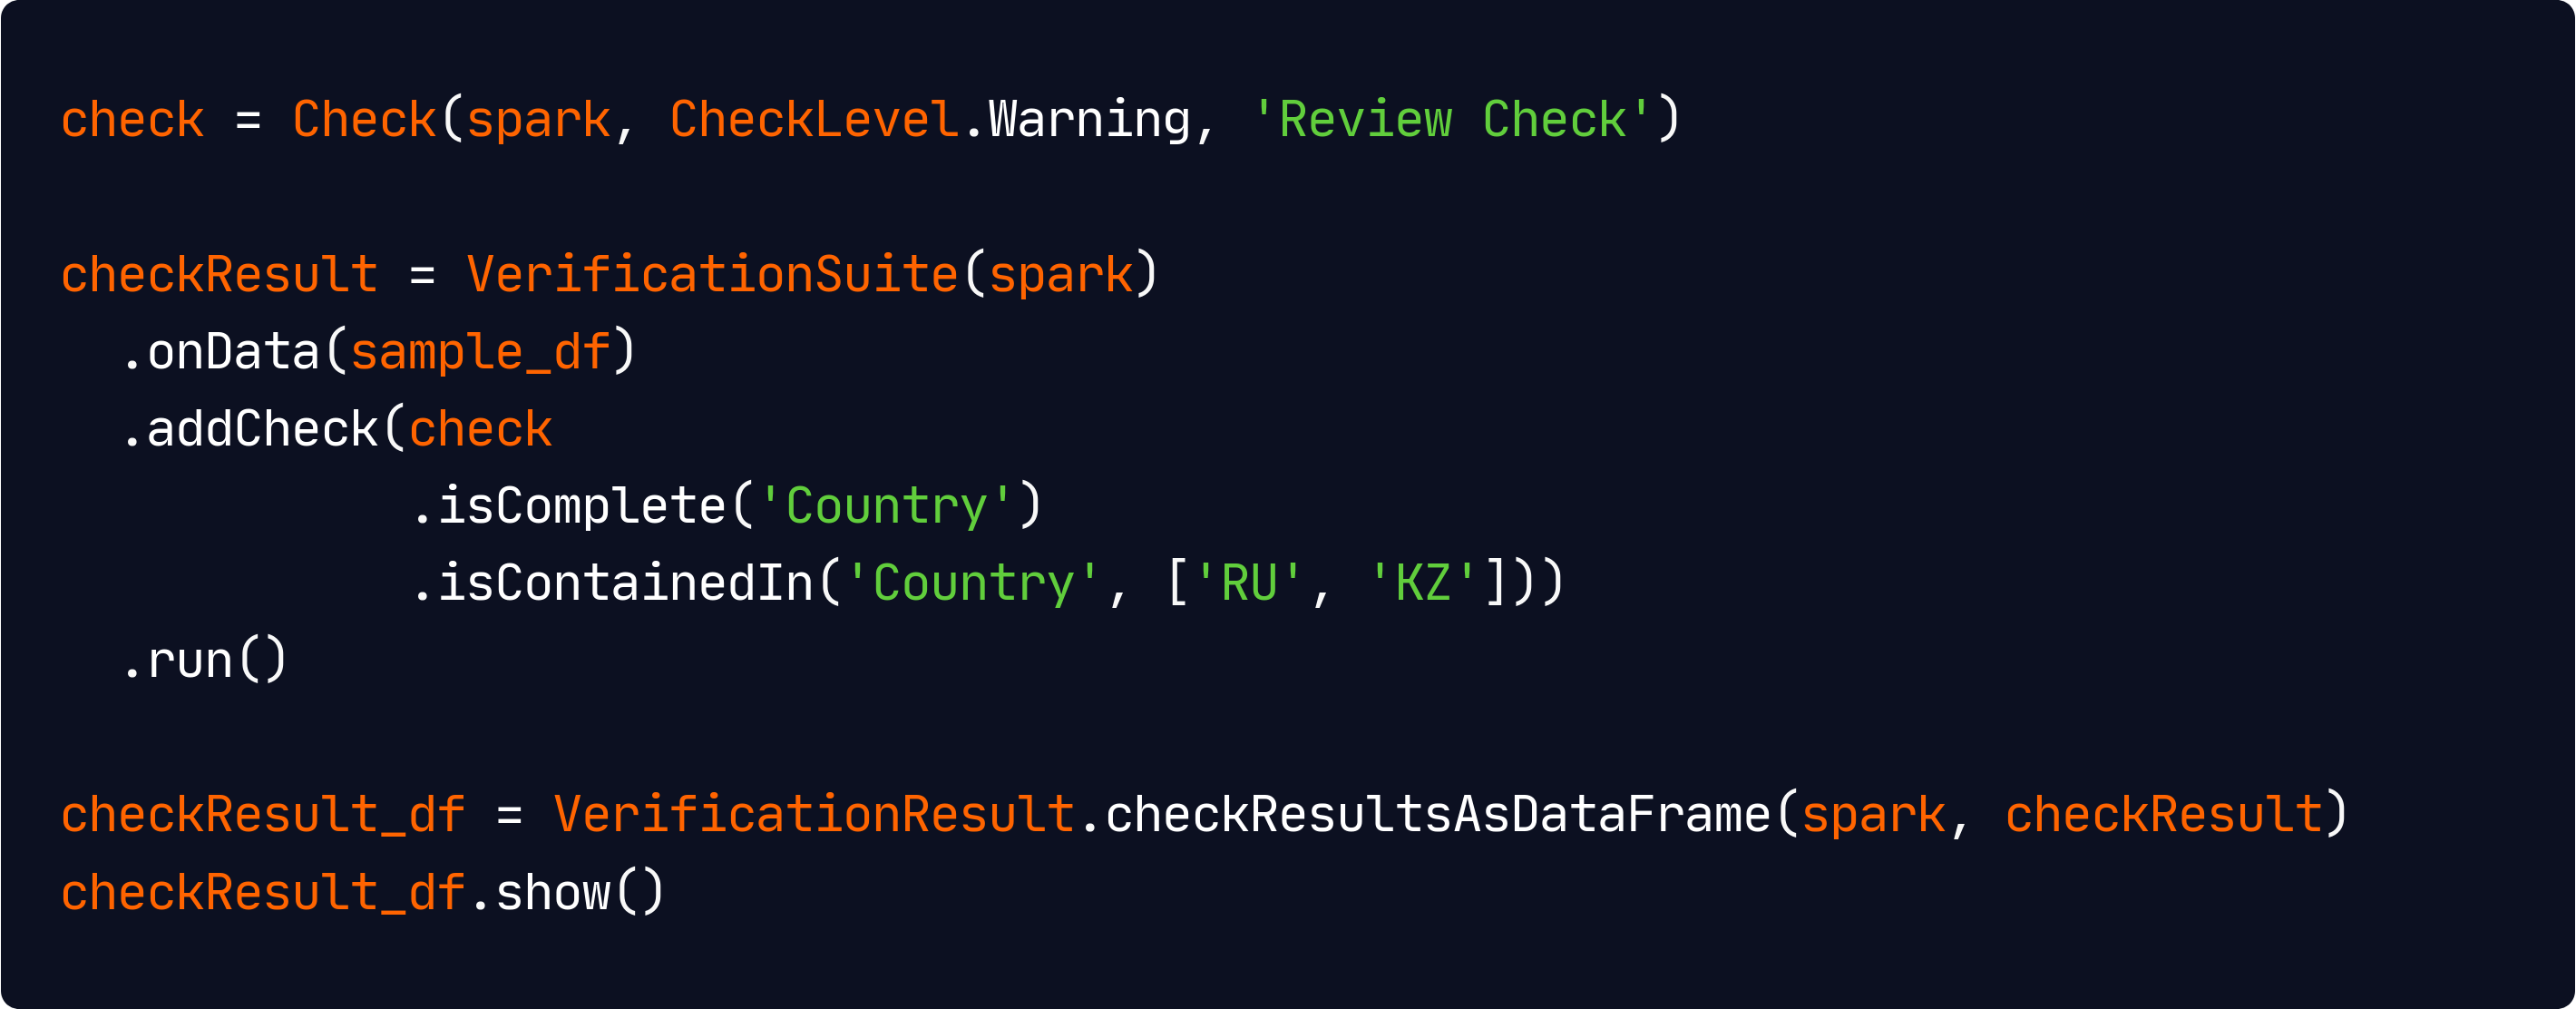 check = Check(spark, CheckLevel.Warning, 'Review Check')
checkResult = VerificationSuite(spark)
.onData(sample_df)
.addCheck(check
.isComplete('Country')
.isContainedIn('Country', ['RU', 'KZ']))
.run()
checkResult_df = VerificationResult.checkResultsAsDataFrame(spark, checkResult)
checkResult_df.show()